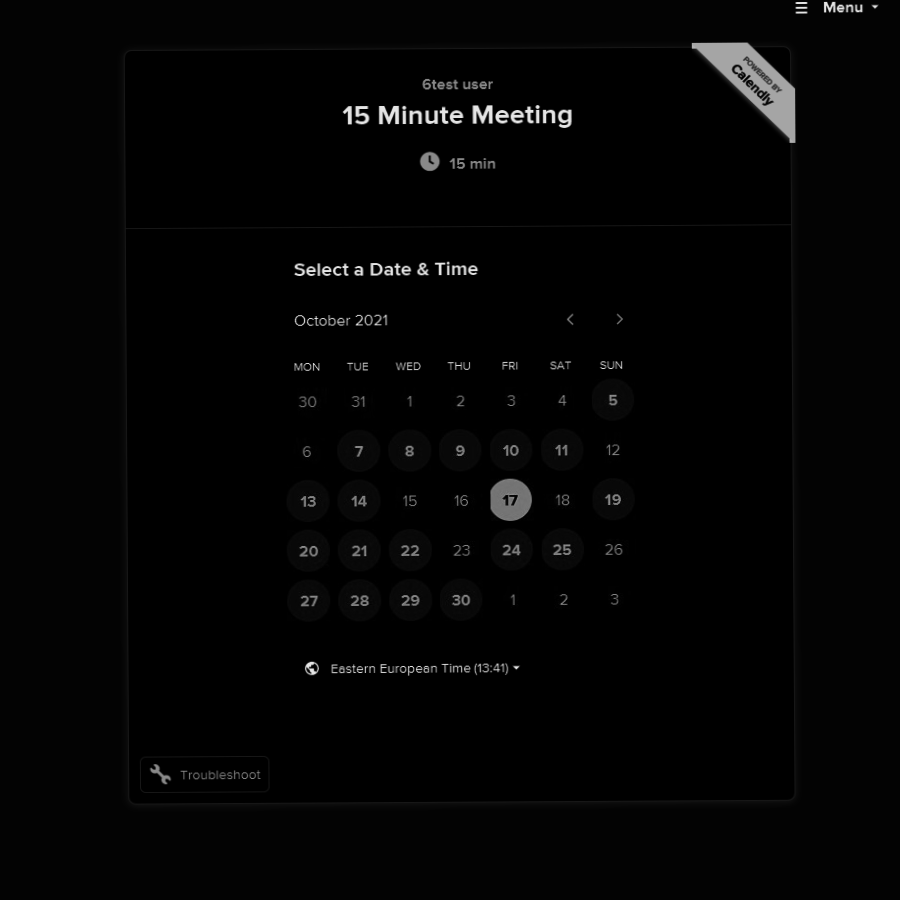 ☰ Menu
POWERED BY
Calendly
6test user
15 Minute Meeting
15 min
Select a Date & Time
October 2021
MON TUE WED THU FRI SAT SUN
30 31 1 2 3 4 5
6 7 8 9 10 11 12
13 14 15 16 17 18 19
20 21 22 23 24 25 26
27 28 29 30 1 2 3
Eastern European Time (13:41)
Troubleshoot